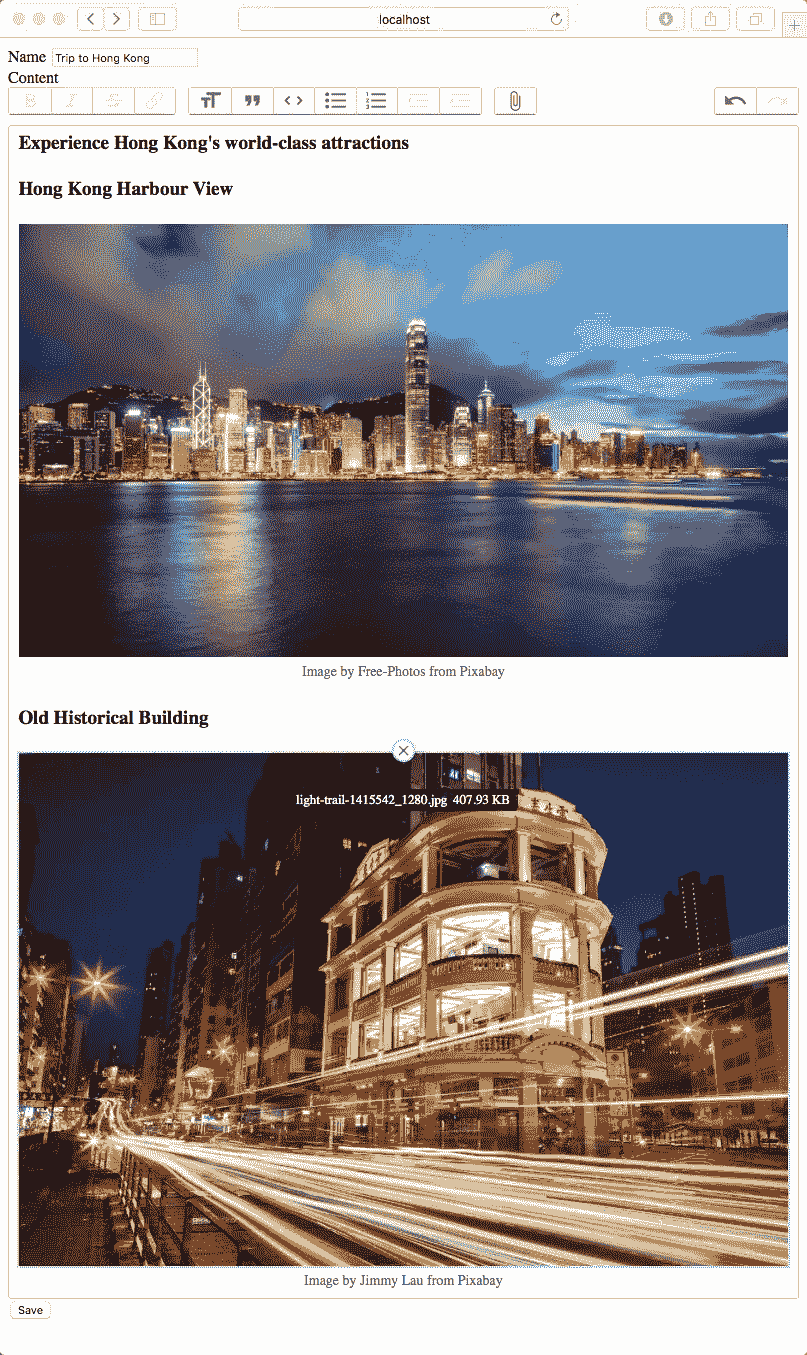 localhost
Name Trip to Hong Kong
Content
B I S
Experience Hong Kong's world-class attractions
Hong Kong Harbour View
Image by Free-Photos from Pixabay
Old Historical Building
light-trail-1415542_1280.jpg 407.93 KB
Image by Jimmy Lau from Pixabay
Save